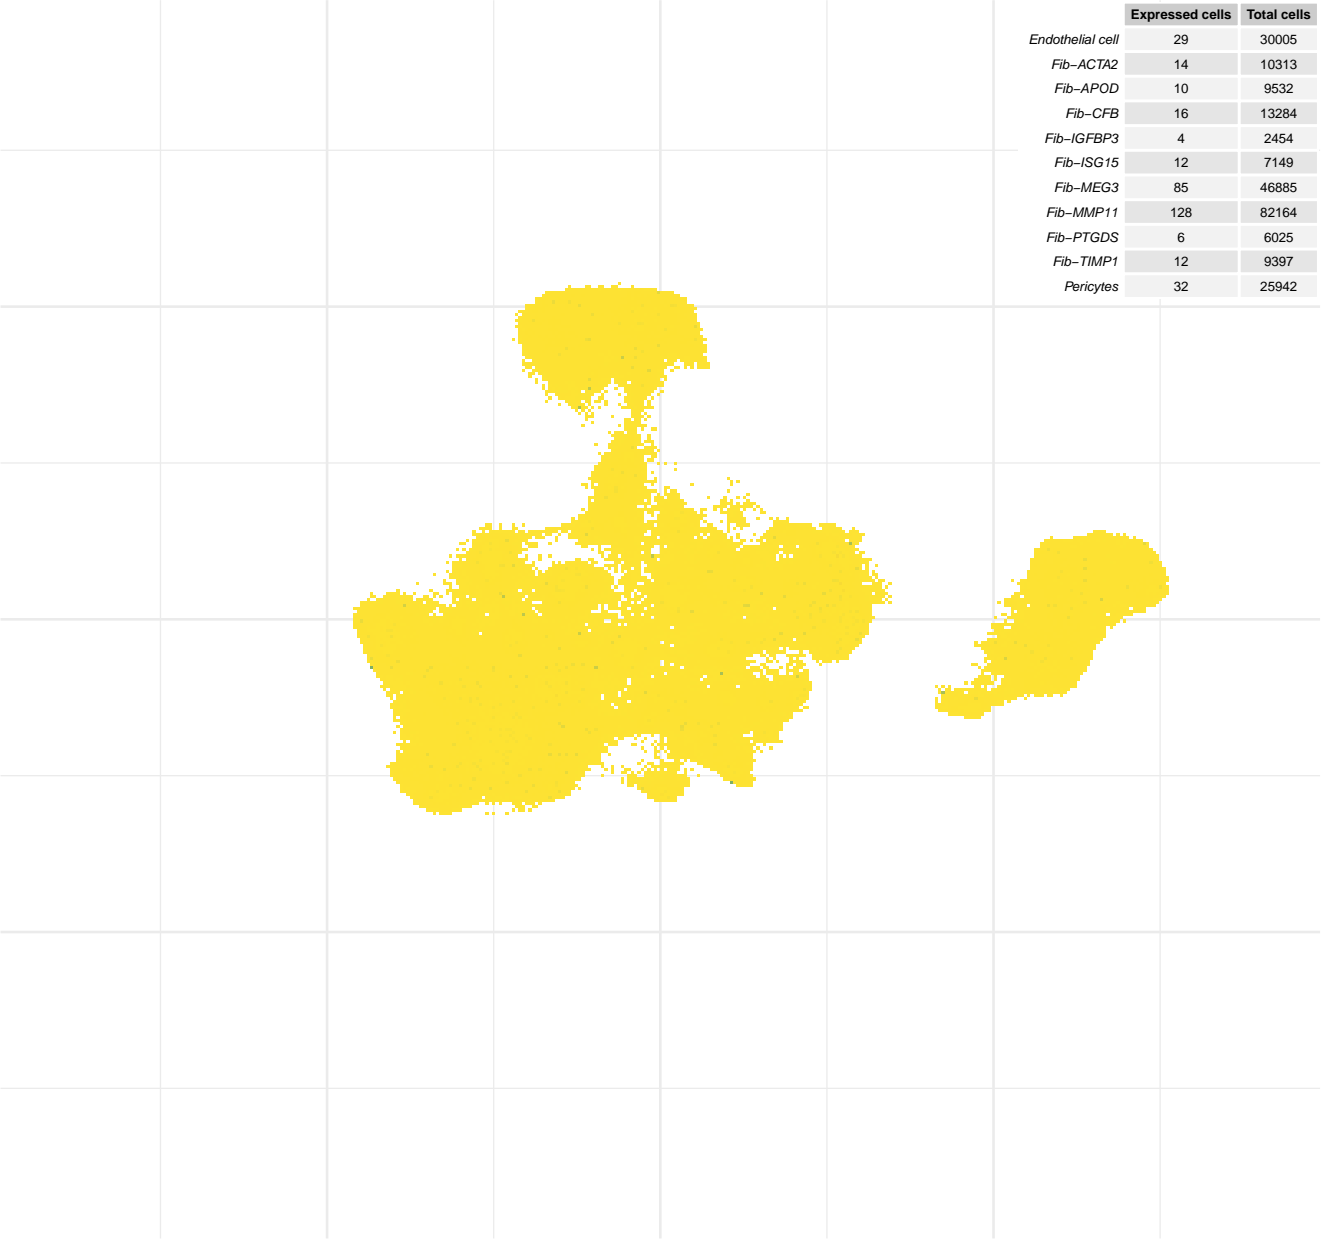 Expressed cells Total cells
Endothelial cell 29 30005
Fib−ACTA2 14 10313
Fib−APOD 10 9532
Fib−CFB 16 13284
Fib−IGFBP3 4 2454
Fib−ISG15 12 7149
Fib−MEG3 85 46885
Fib−MMP11 128 82164
Fib−PTGDS 6 6025
Fib−TIMP1 12 9397
Pericytes 32 25942